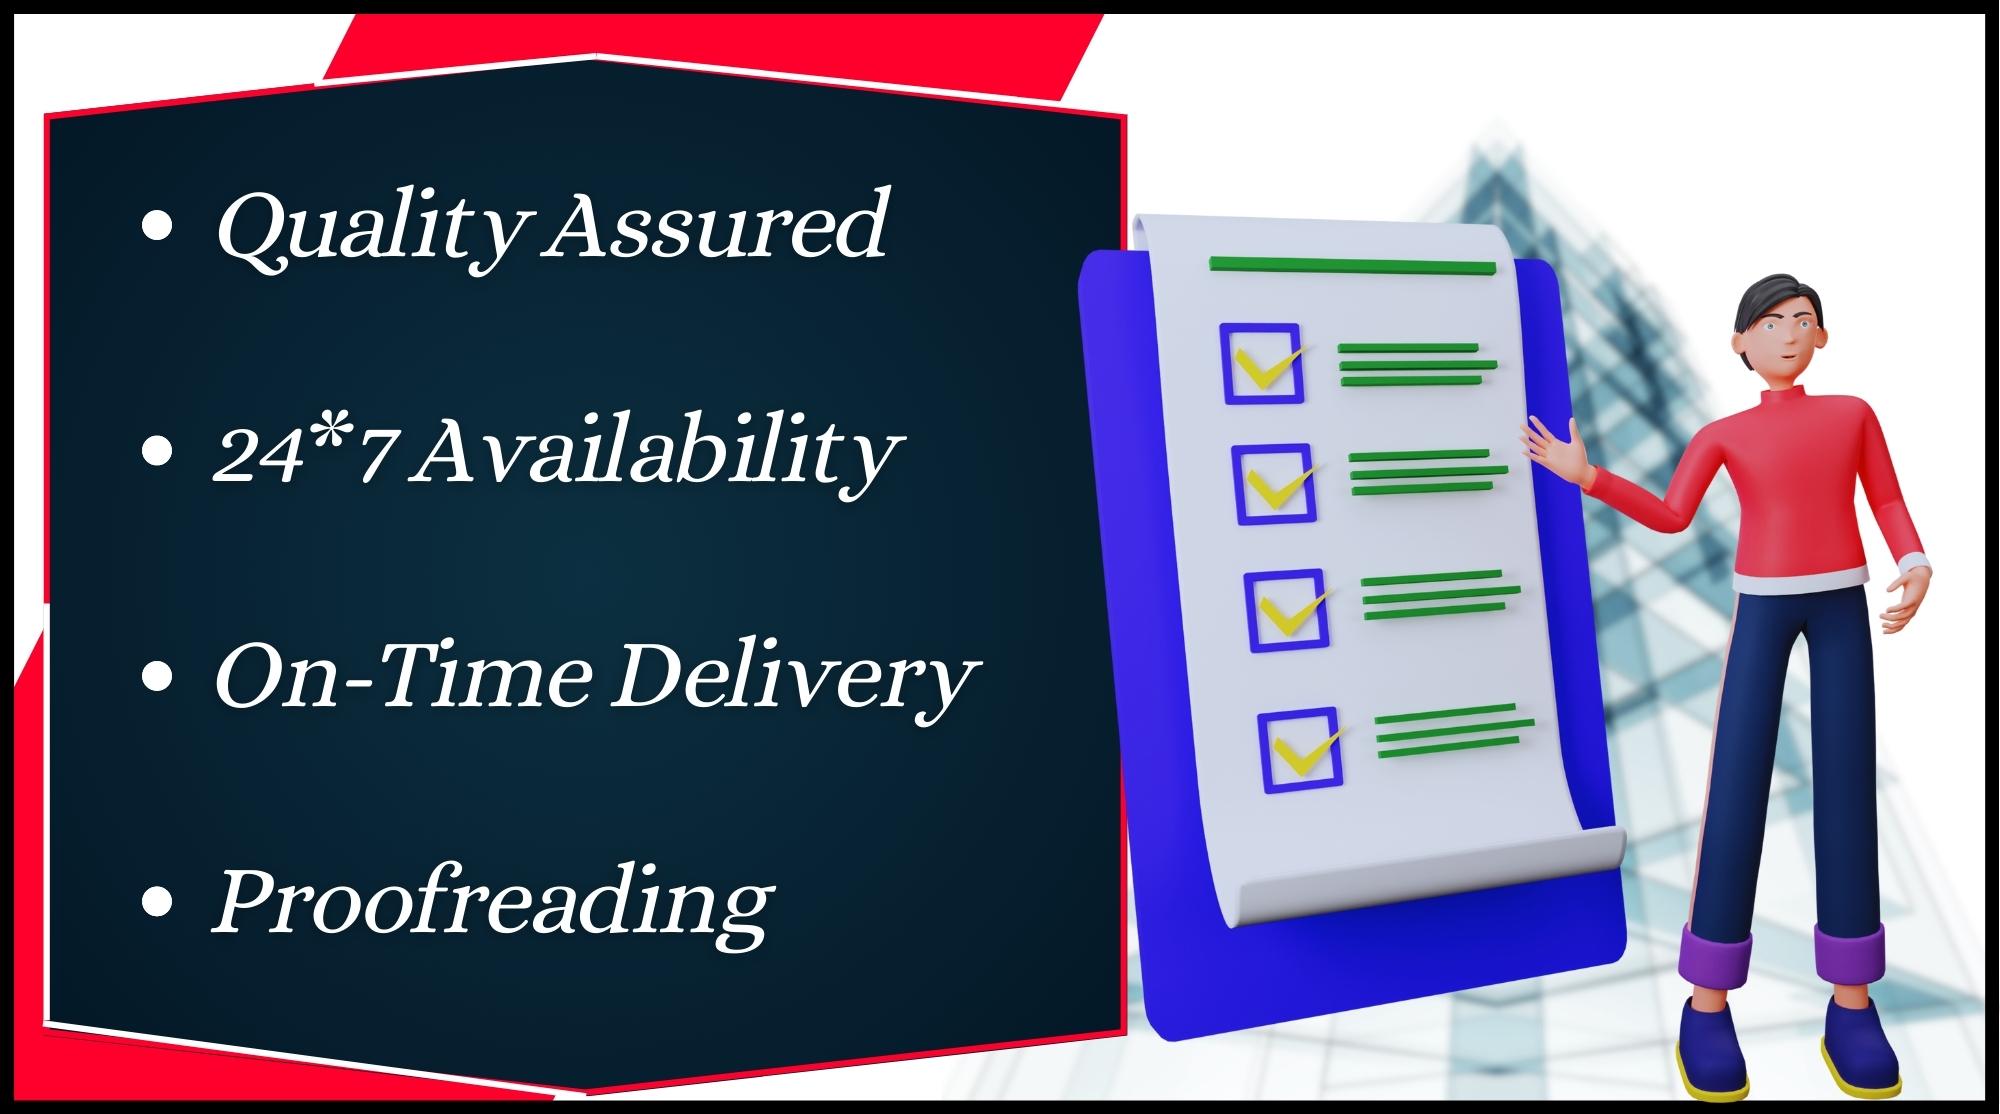 • Quality Assured
• 24*7 Availability
• On-Time Delivery
• Proofreading